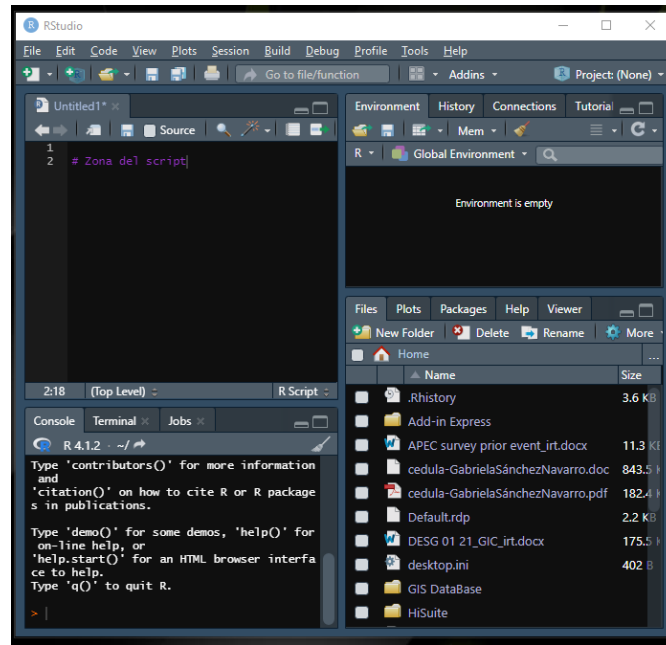 RStudio
File Edit Code View Plots Session Build Debug Profile Tools Help
Go to file/function Addins Project: (None)
Untitled1*
Source
1
2 # Zona del script
2:18 (Top Level) R Script
Console Terminal Jobs
R 4.1.2 · ~/
Type 'contributors()' for more information
and
'citation()' on how to cite R or R package
s in publications.
Type 'demo()' for some demos, 'help()' for
on-line help, or
'help.start()' for an HTML browser interfa
ce to help.
Type 'q()' to quit R.
>
Environment History Connections Tutorial
Mem
R Global Environment
Environment is empty
Files Plots Packages Help Viewer
New Folder Delete Rename More
Home ...
Name Size
.Rhistory 3.6 KB
Add-in Express
APEC survey prior event_irt.docx 11.3 KB
cedula-GabrielaSánchezNavarro.doc 843.5 K
cedula-GabrielaSánchezNavarro.pdf 182.4 K
Default.rdp 2.2 KB
DESG 01 21_GIC_irt.docx 175.5 K
desktop.ini 402 B
GIS DataBase
HiSuite